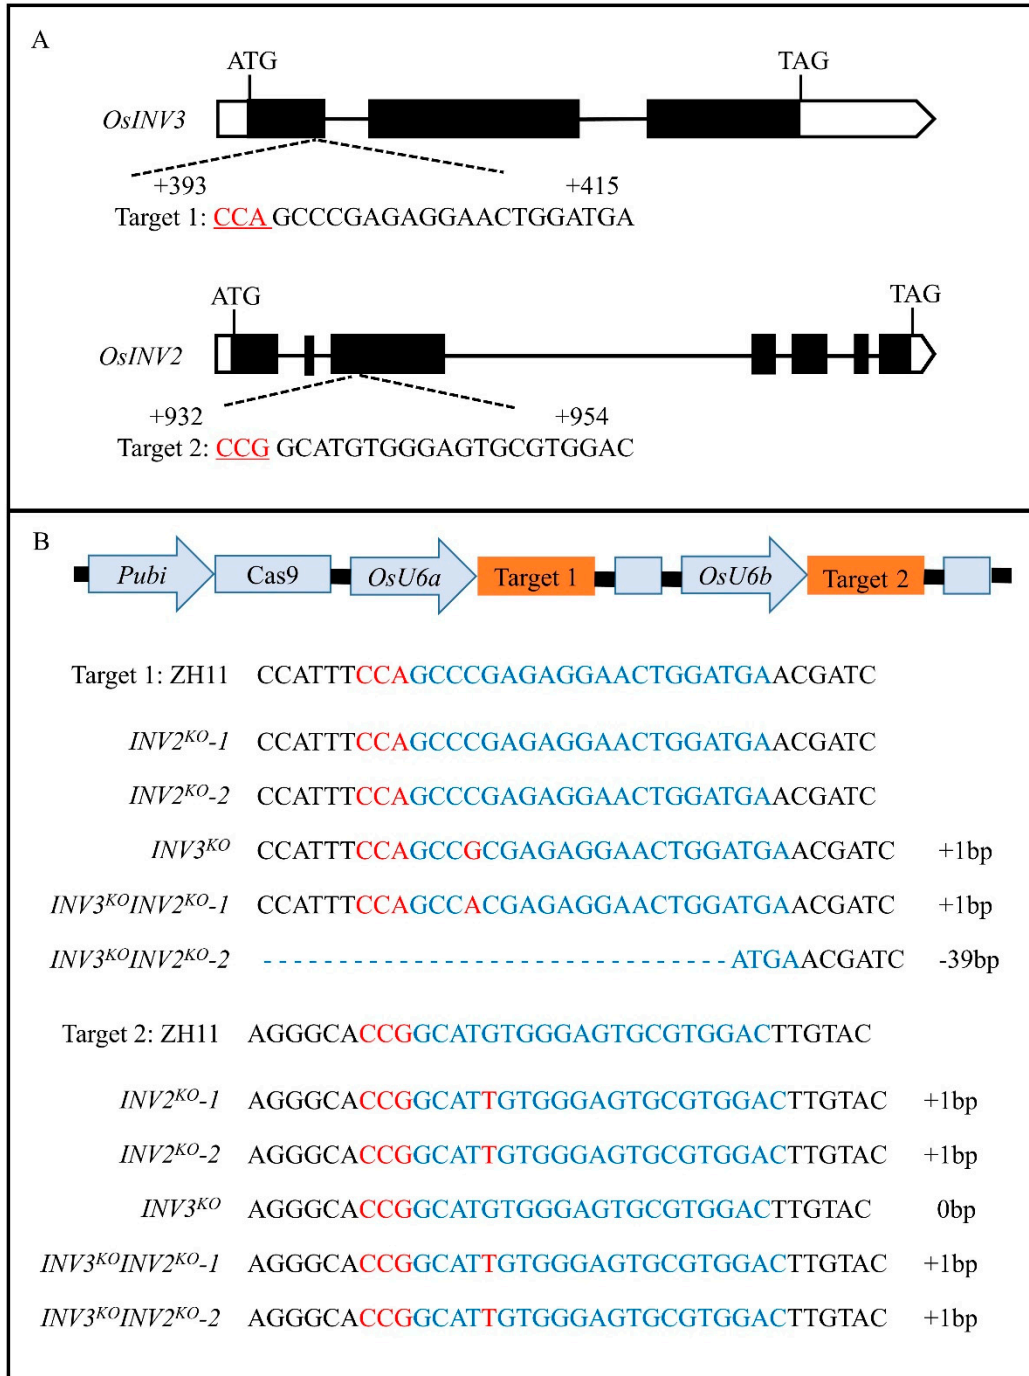 A
ATG TAG
OsINV3
+393 +415
Target 1: CCA GCCCGAGAGGAACTGGATGA
ATG TAG
OsINV2
+932 +954
Target 2: CCG GCATGTGGGAGTGCGTGGAC
B
Pubi Cas9 OsU6a Target 1 OsU6b Target 2
Target 1: ZH11 CCATTTCCAGCCCGAGAGGAACTGGATGAACGATC
INV2KO-1 CCATTTCCAGCCCGAGAGGAACTGGATGAACGATC
INV2KO-2 CCATTTCCAGCCCGAGAGGAACTGGATGAACGATC
INV3KO CCATTTCCAGCCGCGAGAGGAACTGGATGAACGATC +1bp
INV3KOINV2KO-1 CCATTTCCAGCCACGAGAGGAACTGGATGAACGATC +1bp
INV3KOINV2KO-2 - - - - - - - - - - - - - - - - - - - - - - - - - - - - - - - ATGAACGATC -39bp
Target 2: ZH11 AGGGCACCGGCATGTGGGAGTGCGTGGACTTGTAC
INV2KO-1 AGGGCACCGGCATTGTGGGAGTGCGTGGACTTGTAC +1bp
INV2KO-2 AGGGCACCGGCATTGTGGGAGTGCGTGGACTTGTAC +1bp
INV3KO AGGGCACCGGCATGTGGGAGTGCGTGGACTTGTAC 0bp
INV3KOINV2KO-1 AGGGCACCGGCATTGTGGGAGTGCGTGGACTTGTAC +1bp
INV3KOINV2KO-2 AGGGCACCGGCATTGTGGGAGTGCGTGGACTTGTAC +1bp